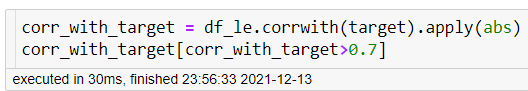 corr_with_target = df_le.corrwith(target).apply(abs)
corr_with_target[corr_with_target>0.7]
executed in 30ms, finished 23:56:33 2021-12-13